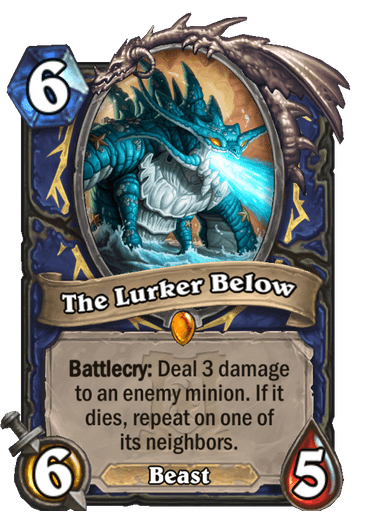 6
The Lurker Below
Battlecry: Deal 3 damage
to an enemy minion. If it
dies, repeat on one of
its neighbors.
6
Beast
5